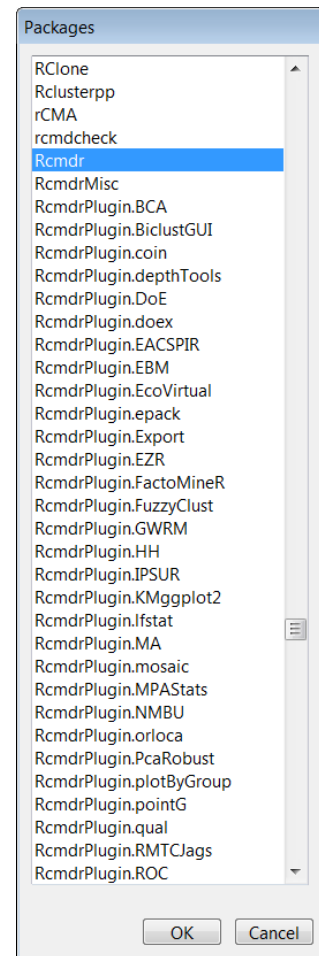 Packages
RClone
Rclusterpp
rCMA
rcmdcheck
Rcmdr
RcmdrMisc
RcmdrPlugin.BCA
RcmdrPlugin.BiclustGUI
RcmdrPlugin.coin
RcmdrPlugin.depthTools
RcmdrPlugin.DoE
RcmdrPlugin.doex
RcmdrPlugin.EACSPIR
RcmdrPlugin.EBM
RcmdrPlugin.EcoVirtual
RcmdrPlugin.epack
RcmdrPlugin.Export
RcmdrPlugin.EZR
RcmdrPlugin.FactoMineR
RcmdrPlugin.FuzzyClust
RcmdrPlugin.GWRM
RcmdrPlugin.HH
RcmdrPlugin.IPSUR
RcmdrPlugin.KMggplot2
RcmdrPlugin.lfstat
RcmdrPlugin.MA
RcmdrPlugin.mosaic
RcmdrPlugin.MPAStats
RcmdrPlugin.NMBU
RcmdrPlugin.orloca
RcmdrPlugin.PcaRobust
RcmdrPlugin.plotByGroup
RcmdrPlugin.pointG
RcmdrPlugin.qual
RcmdrPlugin.RMTCJags
RcmdrPlugin.ROC
OK Cancel